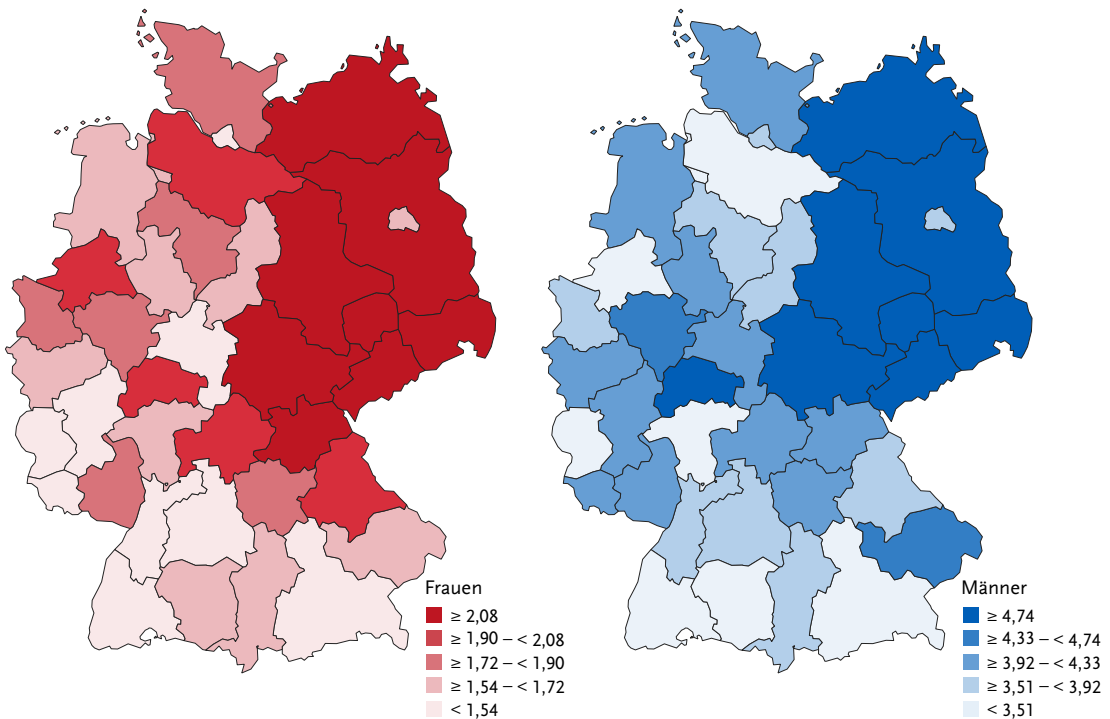 Frauen
≥ 2,08
≥ 1,90 – < 2,08
≥ 1,72 – < 1,90
≥ 1,54 – < 1,72
< 1,54
Männer
≥ 4,74
≥ 4,33 – < 4,74
≥ 3,92 – < 4,33
≥ 3,51 – < 3,92
< 3,51